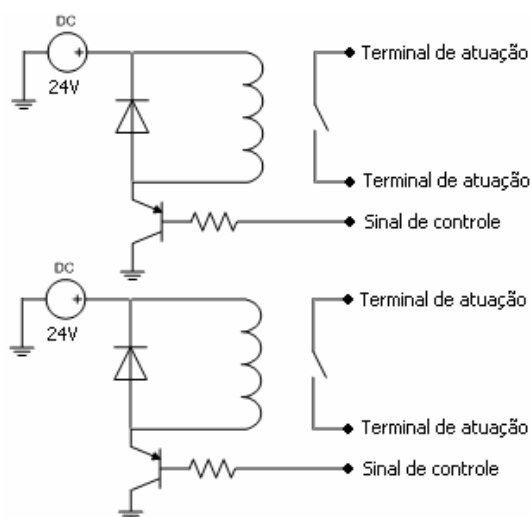 DC
+
24V
Terminal de atuação
Terminal de atuação
Sinal de controle
DC
+
24V
Terminal de atuação
Terminal de atuação
Sinal de controle